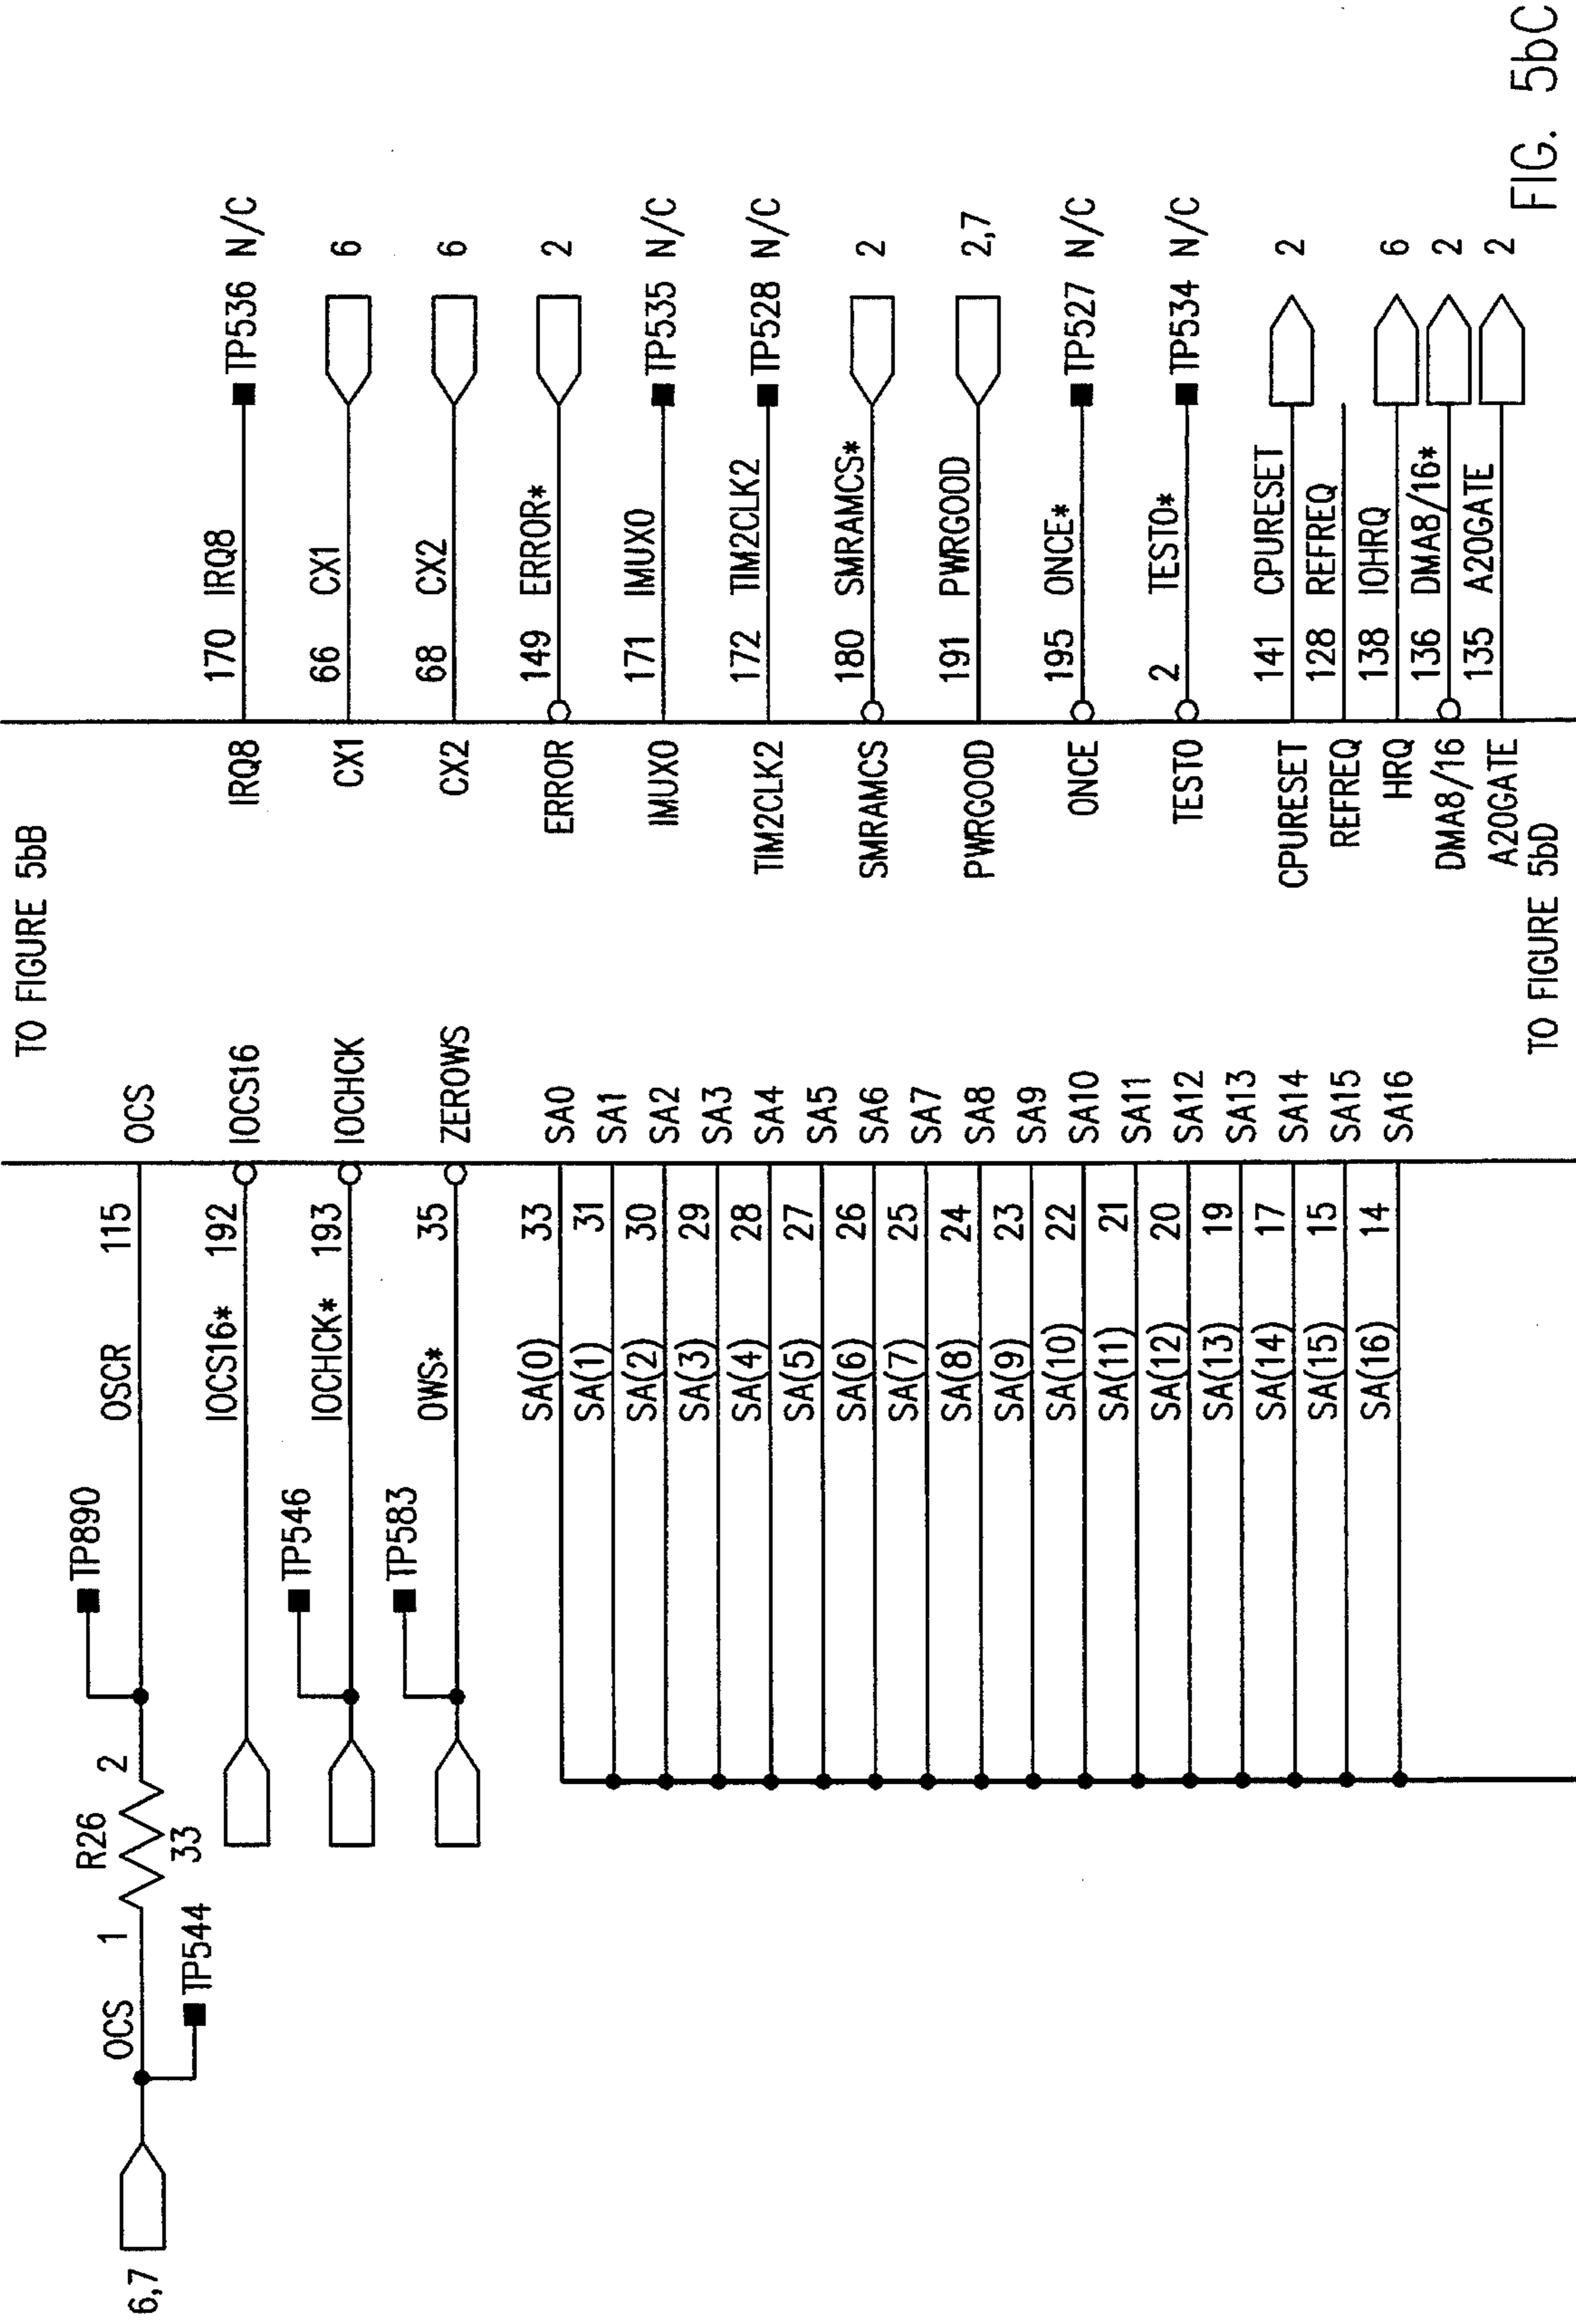 TO FIGURE 5bB
TP890
6,7 OCS 1 R26 2 OSCR 115 OCS
33
TP544
IOCS16* 192 IOCS16
TP546
IOCHCK* 193 IOCHCK
TP583
OWS* 35 ZEROWS
SA(0) 33 SA0
SA(1) 31 SA1
SA(2) 30 SA2
SA(3) 29 SA3
SA(4) 28 SA4
SA(5) 27 SA5
SA(6) 26 SA6
SA(7) 25 SA7
SA(8) 24 SA8
SA(9) 23 SA9
SA(10) 22 SA10
SA(11) 21 SA11
SA(12) 20 SA12
SA(13) 19 SA13
SA(14) 17 SA14
SA(15) 15 SA15
SA(16) 14 SA16
IRQ8 170 IRQ8 TP536 N/C
CX1 66 CX1 6
CX2 68 CX2 6
ERROR 149 ERROR* 2
IMUX0 171 IMUX0 TP535 N/C
TIM2CLK2 172 TIM2CLK2 TP528 N/C
SMRAMCS 180 SMRAMCS* 2
PWRGOOD 191 PWRGOOD 2,7
ONCE 195 ONCE* TP527 N/C
TEST0 2 TEST0* TP534 N/C
CPURESET 141 CPURESET 2
REFREQ 128 REFREQ
HRQ 138 IOHRQ 6
DMA8/16 136 DMA8/16* 2
A20GATE 135 A20GATE 2
TO FIGURE 5bD
FIG. 5bC